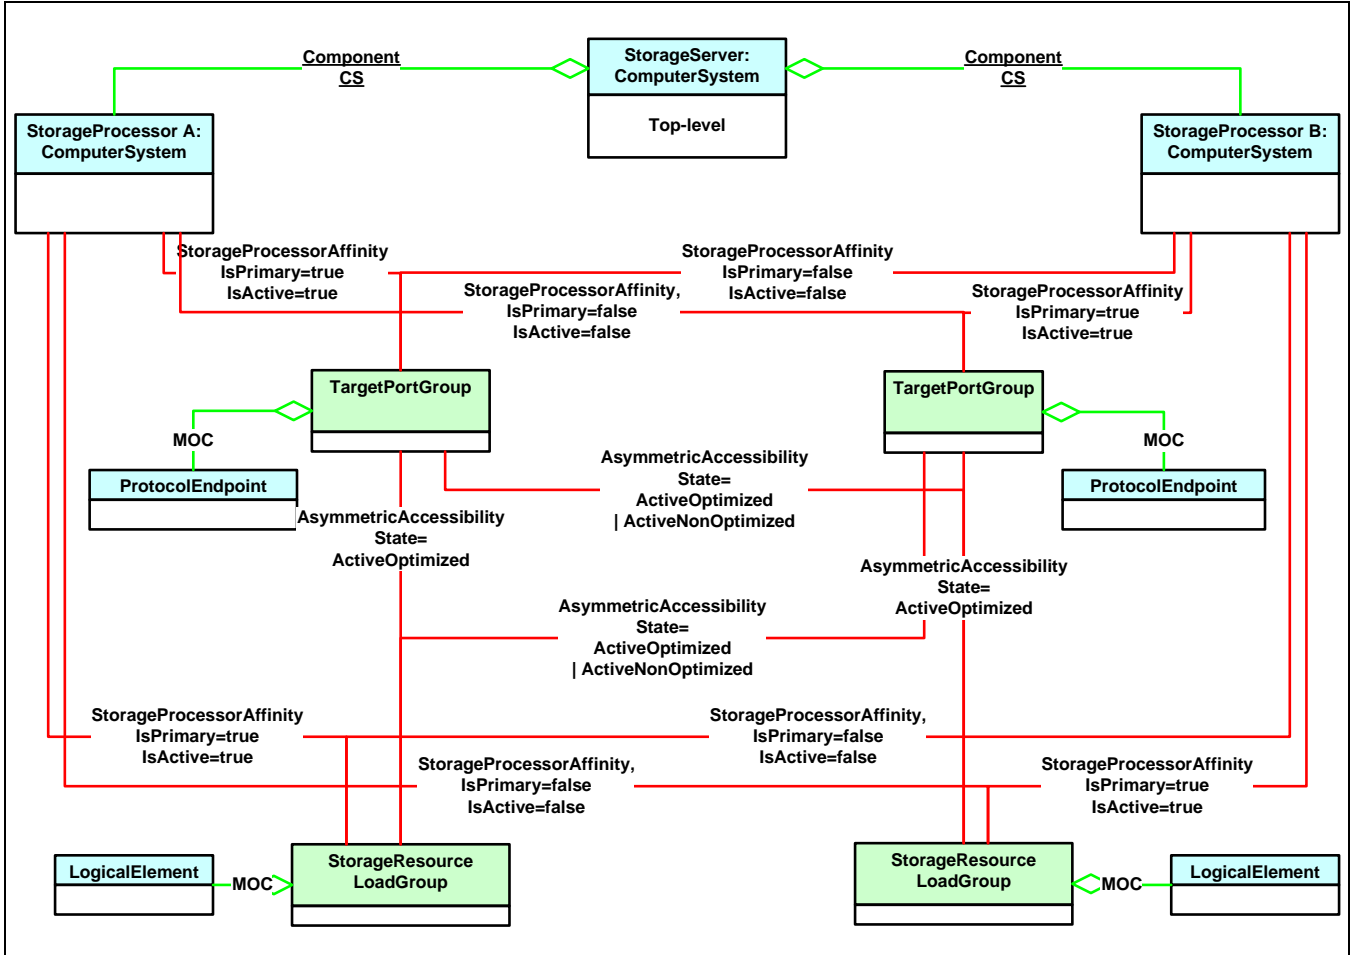 Component
CS
StorageServer:
ComputerSystem
Top-level
Component
CS
StorageProcessor A:
ComputerSystem
StorageProcessor B:
ComputerSystem
StorageProcessorAffinity
IsPrimary=true
IsActive=true
StorageProcessorAffinity
IsPrimary=false
IsActive=false
StorageProcessorAffinity,
IsPrimary=false
IsActive=false
StorageProcessorAffinity
IsPrimary=true
IsActive=true
TargetPortGroup
TargetPortGroup
MOC
MOC
ProtocolEndpoint
ProtocolEndpoint
AsymmetricAccessibility
State=
ActiveOptimized
| ActiveNonOptimized
AsymmetricAccessibility
State=
ActiveOptimized
AsymmetricAccessibility
State=
ActiveOptimized
AsymmetricAccessibility
State=
ActiveOptimized
| ActiveNonOptimized
StorageProcessorAffinity
IsPrimary=true
IsActive=true
StorageProcessorAffinity,
IsPrimary=false
IsActive=false
StorageProcessorAffinity,
IsPrimary=false
IsActive=false
StorageProcessorAffinity
IsPrimary=true
IsActive=true
LogicalElement
MOC
StorageResource
LoadGroup
StorageResource
LoadGroup
MOC
LogicalElement